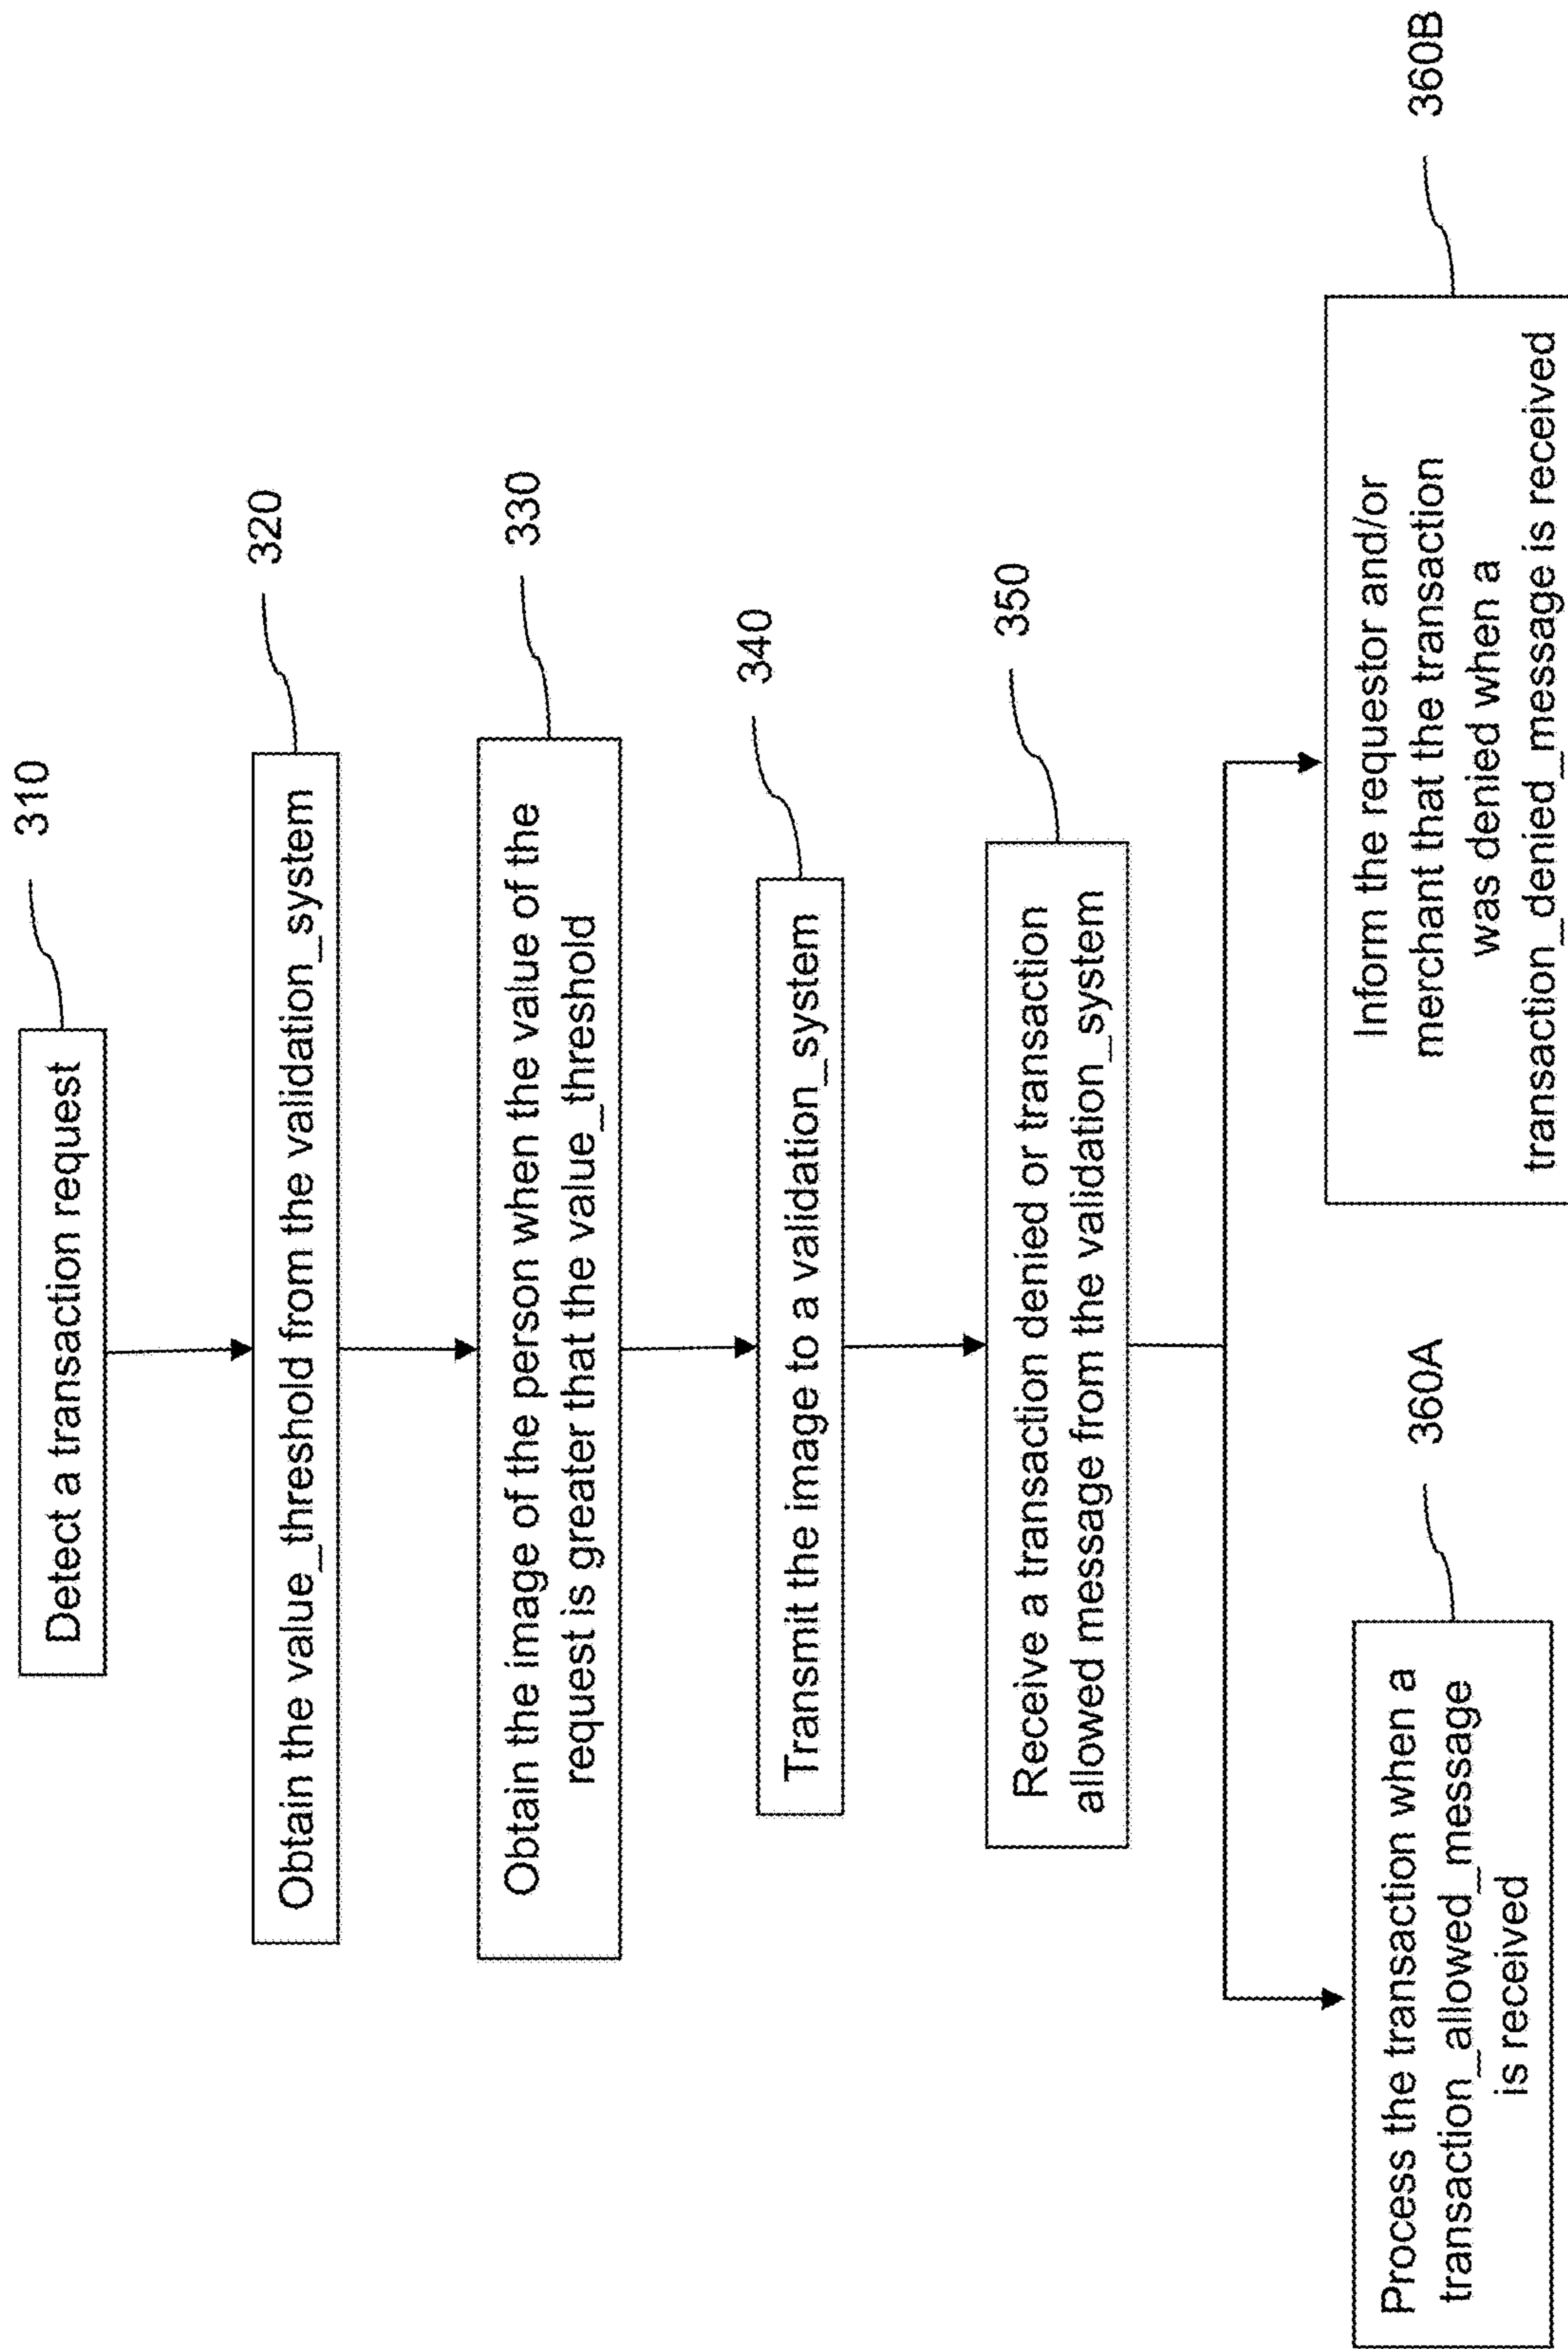 310
Detect a transaction request
320
Obtain the value_threshold from the validation_system
330
Obtain the image of the person when the value of the
request is greater that the value_threshold
340
Transmit the image to a validation_system
350
Receive a transaction denied or transaction
allowed message from the validation_system
360A
Process the transaction when a
transaction_allowed_message
is received
360B
Inform the requestor and/or
merchant that the transaction
was denied when a
transaction_denied_message is received